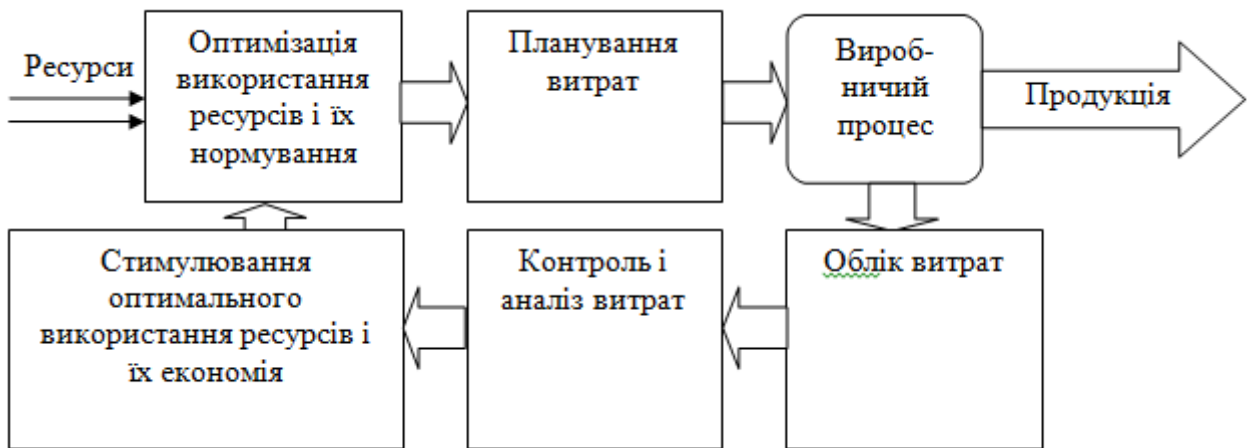 Ресурси
Оптимізація
використання
ресурсів і їх
нормування
Планування
витрат
Вироб-
ничий
процес
Продукція
Стимулювання
оптимального
використання ресурсів і
їх економія
Контроль і
аналіз витрат
Облік витрат